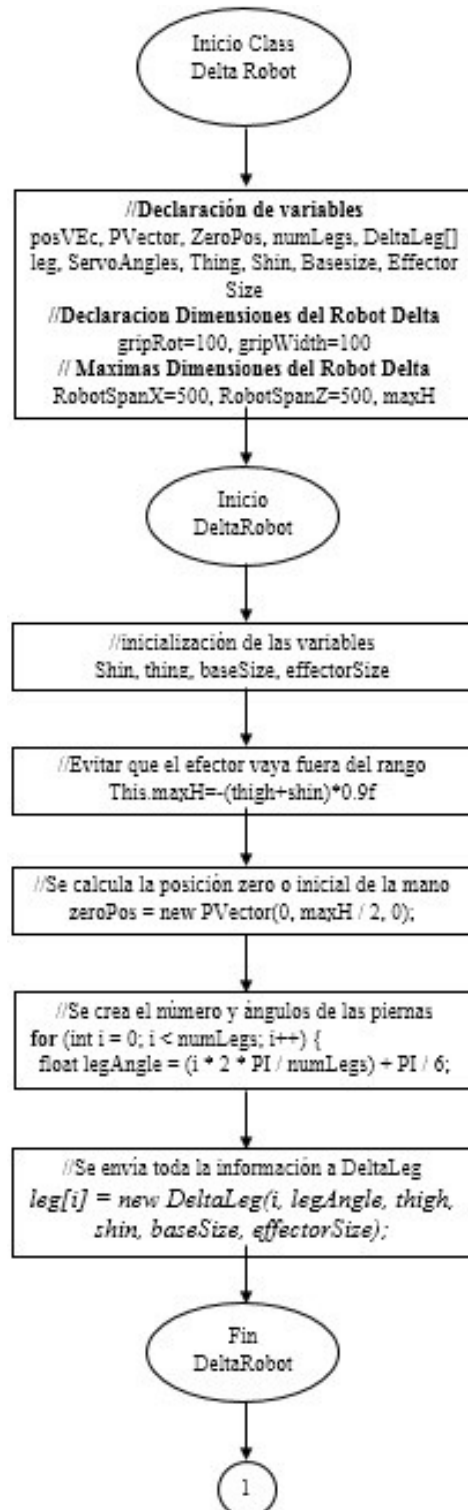 Inicio Class
Delta Robot
//Declaración de variables
posVEc, PVector, ZeroPos, numLegs, DeltaLeg[]
leg, ServoAngles, Thing, Shin, Basesize, Effector
Size
//Declaracion Dimensiones del Robot Delta
gripRot=100, gripWidth=100
// Maximas Dimensiones del Robot Delta
RobotSpanX=500, RobotSpanZ=500, maxH
Inicio
DeltaRobot
//inicialización de las variables
Shin, thing, baseSize, effectorSize
//Evitar que el efector vaya fuera del rango
This.maxH=-(thigh+shin)*0.9f
//Se calcula la posición zero o inicial de la mano
zeroPos = new PVector(0, maxH / 2, 0);
//Se crea el número y ángulos de las piernas
for (int i = 0; i < numLegs; i++) {
float legAngle = (i * 2 * PI / numLegs) + PI / 6;
//Se envía toda la información a DeltaLeg
leg[i] = new DeltaLeg(i, legAngle, thigh,
shin, baseSize, effectorSize);
Fin
DeltaRobot
1